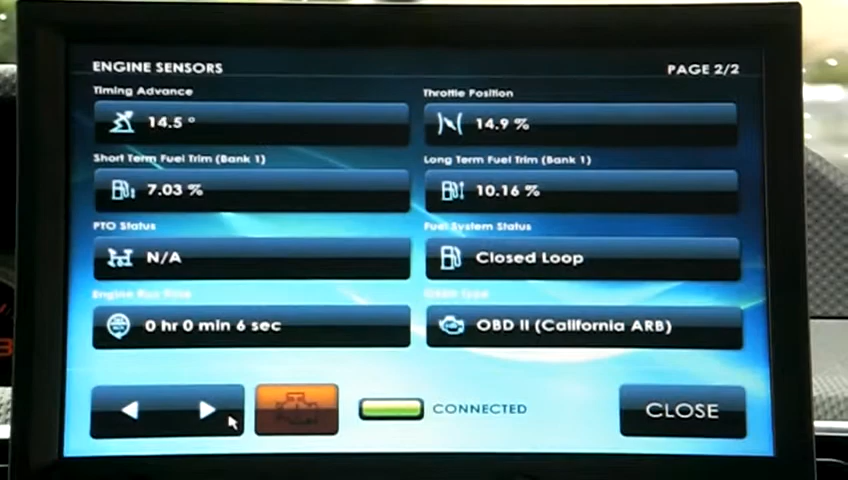 ENGINE SENSORS
PAGE 2/2
Timing Advance
Throttle Position
14.5 °
14.9 %
Short Term Fuel Trim (Bank 1)
Long Term Fuel Trim (Bank 1)
7.03 %
10.16 %
PTO Status
Fuel System Status
N/A
Closed Loop
Engine Run Time
OBDII Type
0 hr 0 min 6 sec
OBD II (California ARB)
CONNECTED
CLOSE